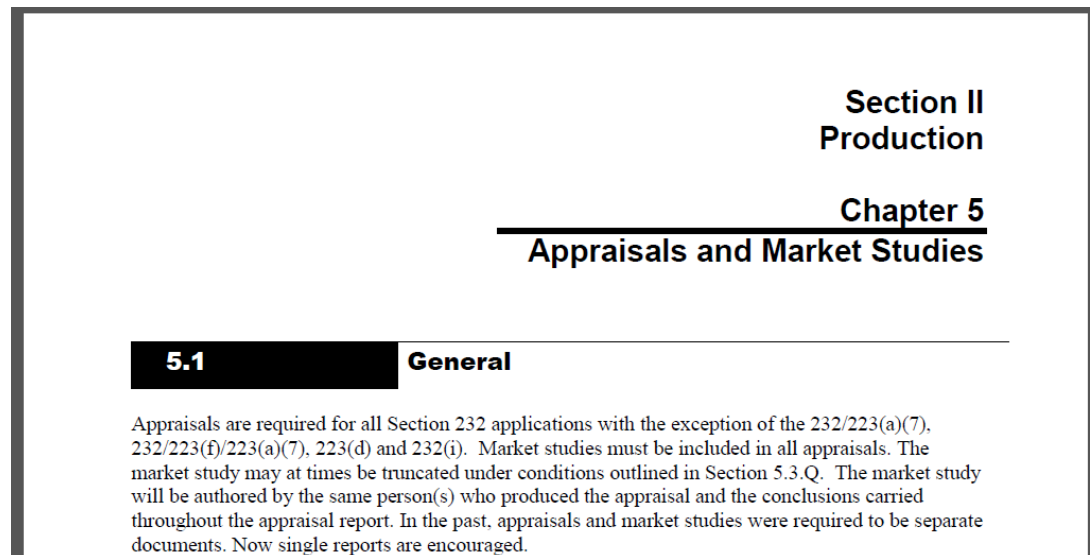 Section II
Production
Chapter 5
Appraisals and Market Studies
5.1 General
Appraisals are required for all Section 232 applications with the exception of the 232/223(a)(7),
232/223(f)/223(a)(7), 223(d) and 232(i).  Market studies must be included in all appraisals. The
market study may at times be truncated under conditions outlined in Section 5.3.Q.  The market study
will be authored by the same person(s) who produced the appraisal and the conclusions carried
throughout the appraisal report. In the past, appraisals and market studies were required to be separate
documents. Now single reports are encouraged.